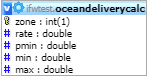 ifwtest.oceandeliverycalc
zone : int(1)
rate : double
pmin : double
min : double
max : double